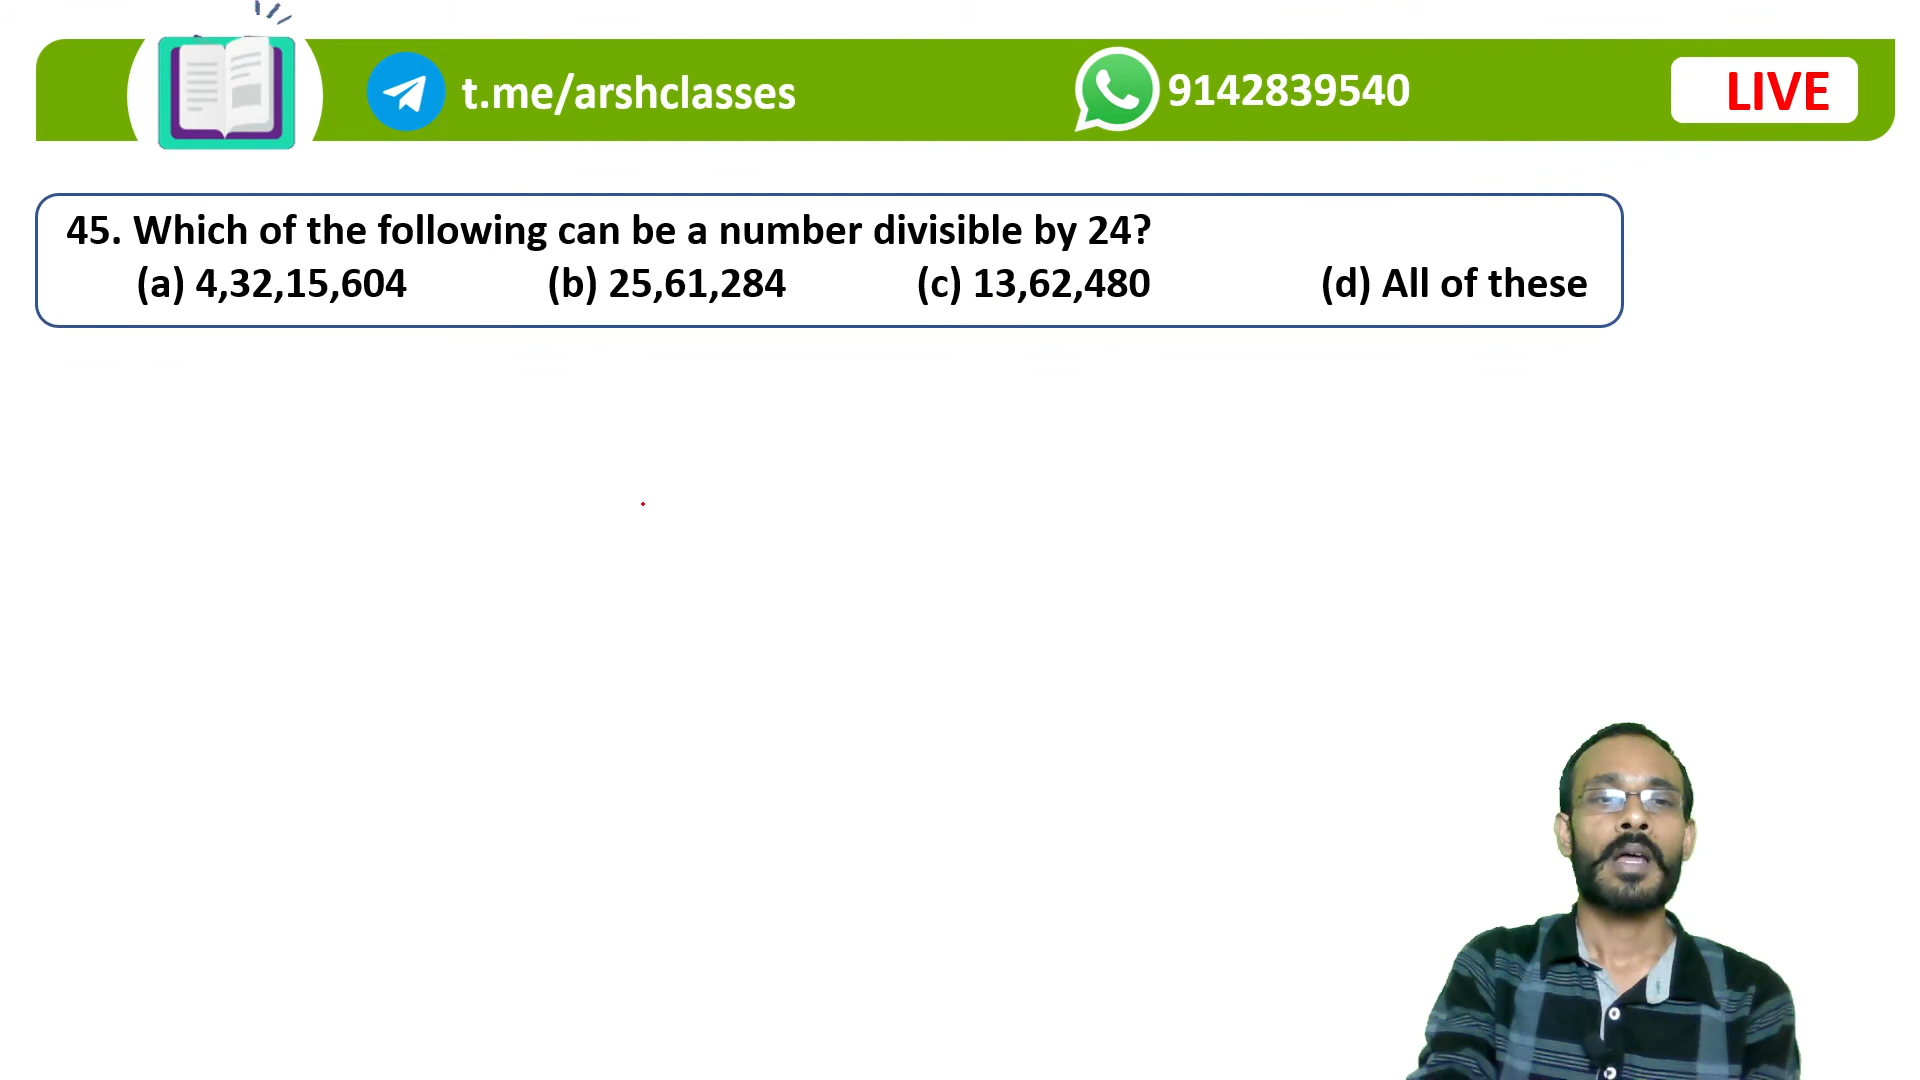 t.me/arshclasses
9142839540
LIVE
45. Which of the following can be a number divisible by 24?
(a) 4,32,15,604 (b) 25,61,284 (c) 13,62,480 (d) All of these